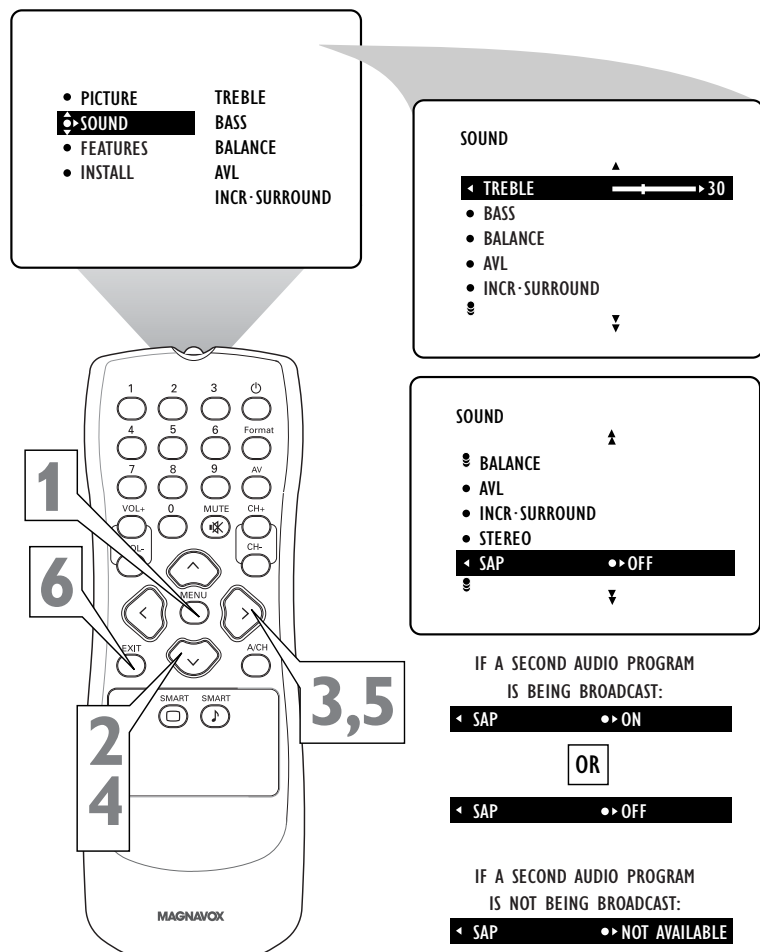 PICTURE TREBLE
SOUND BASS
FEATURES BALANCE
INSTALL AVL
INCR·SURROUND
SOUND
TREBLE 30
BASS
BALANCE
AVL
INCR·SURROUND
SOUND
BALANCE
AVL
INCR·SURROUND
STEREO
SAP OFF
IF A SECOND AUDIO PROGRAM
IS BEING BROADCAST:
SAP ON
OR
SAP OFF
IF A SECOND AUDIO PROGRAM
IS NOT BEING BROADCAST:
SAP NOT AVAILABLE
1 2 3
4 5 6 Format
7 8 9 AV
VOL+ 0 MUTE CH+
CH-
MENU
EXIT A/CH
SMART SMART
MAGNAVOX
1
6
2
4
3,5